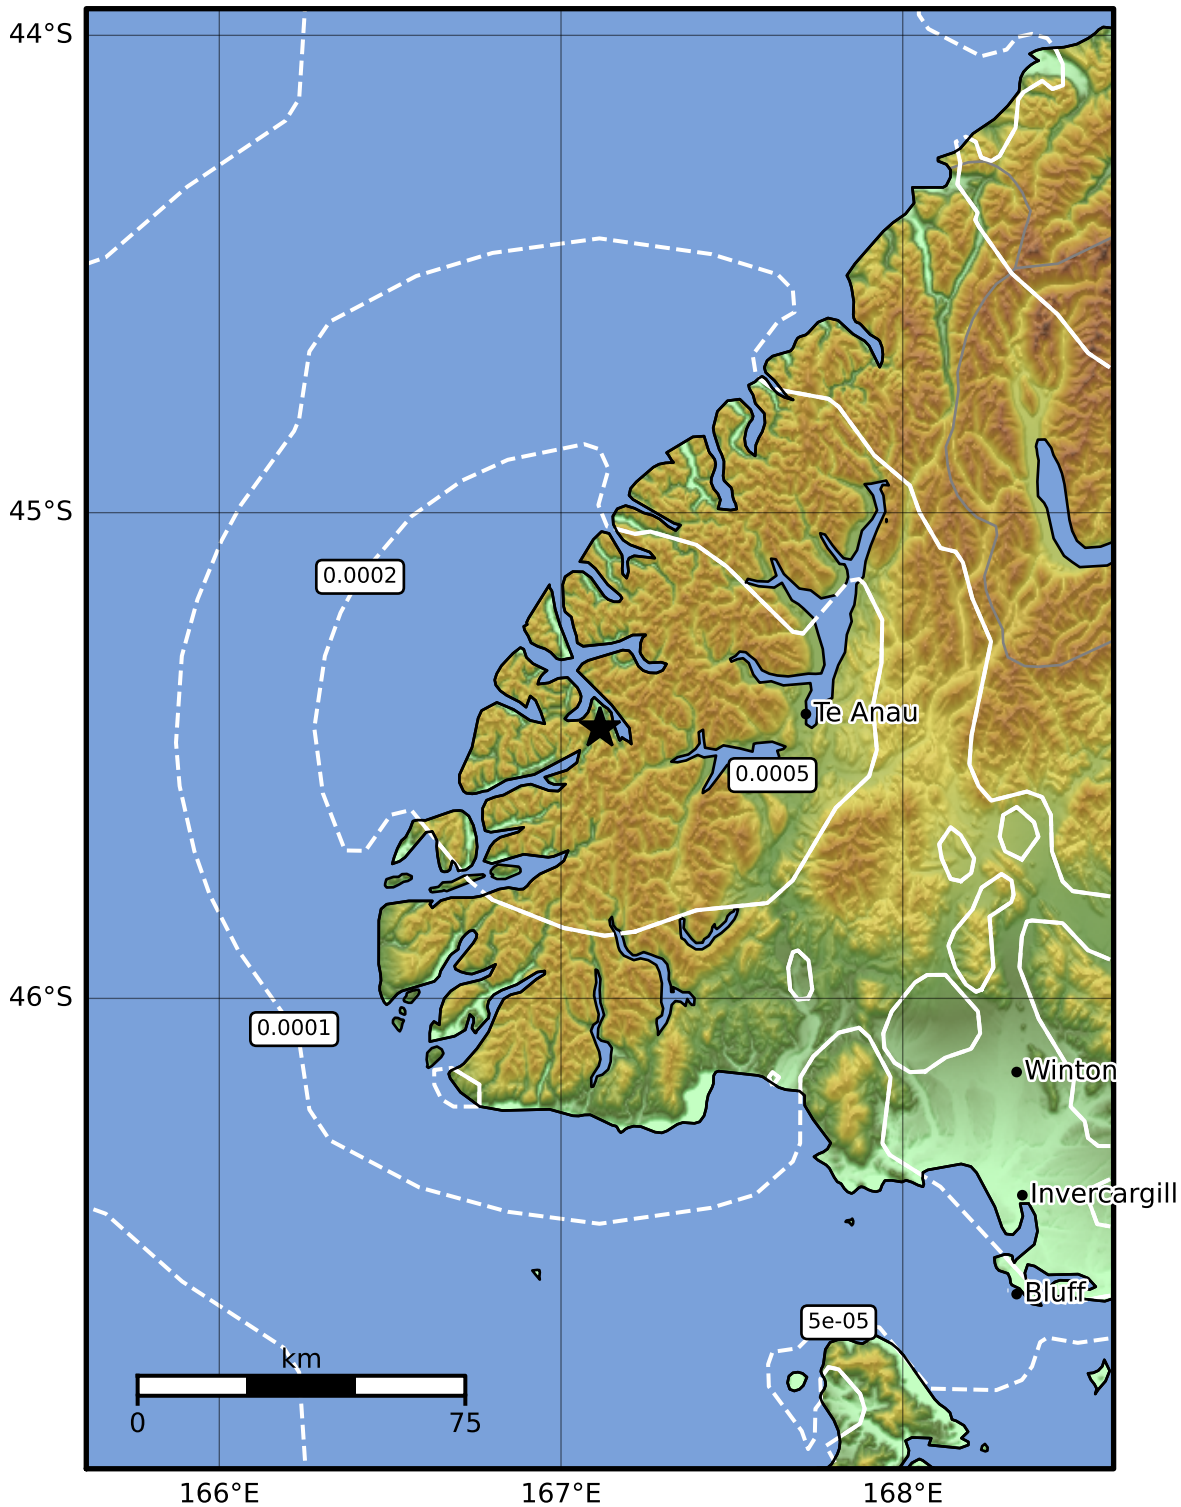 44°S
45°S
0.0002
Te Anau
0.0005
46°S
0.0001
Winton
Invercargill
Bluff
5e-05
km
0 75
166°E 167°E 168°E